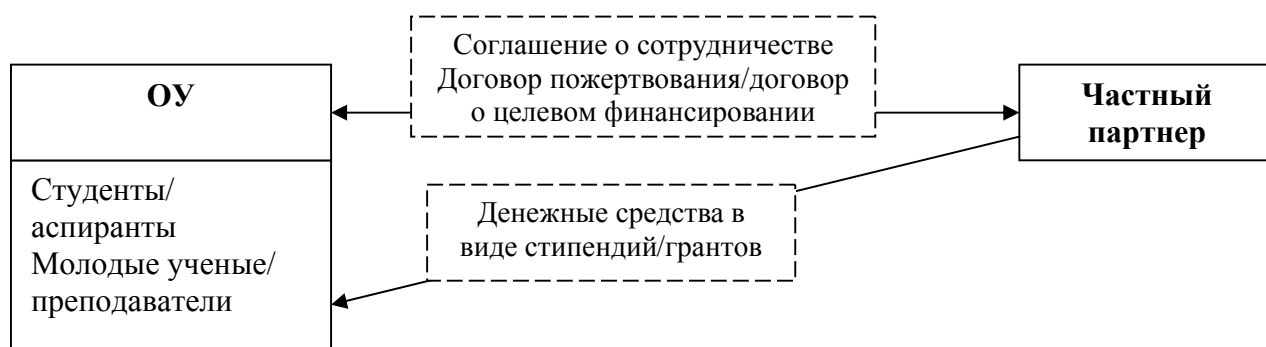 Соглашение о сотрудничестве
Договор пожертвования/договор
о целевом финансировании
ОУ
Частный
партнер
Студенты/
аспиранты
Молодые ученые/
преподаватели
Денежные средства в
виде стипендий/грантов